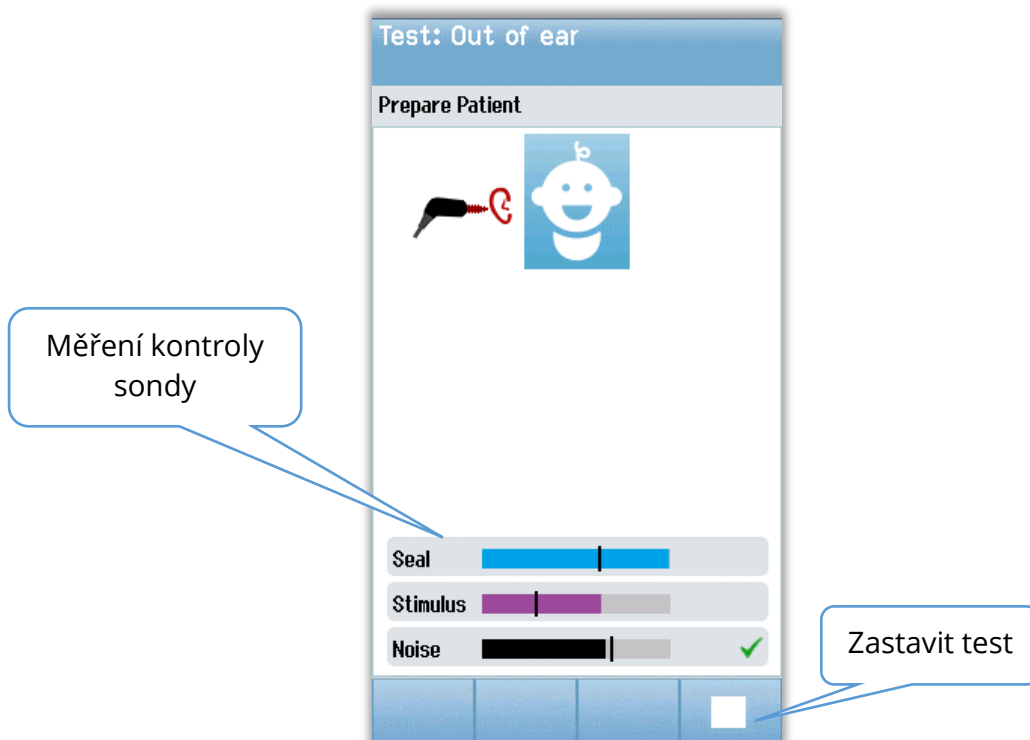 Test: Out of ear
Prepare Patient
Měření kontroly
sondy
Seal
Stimulus
Noise
Zastavit test